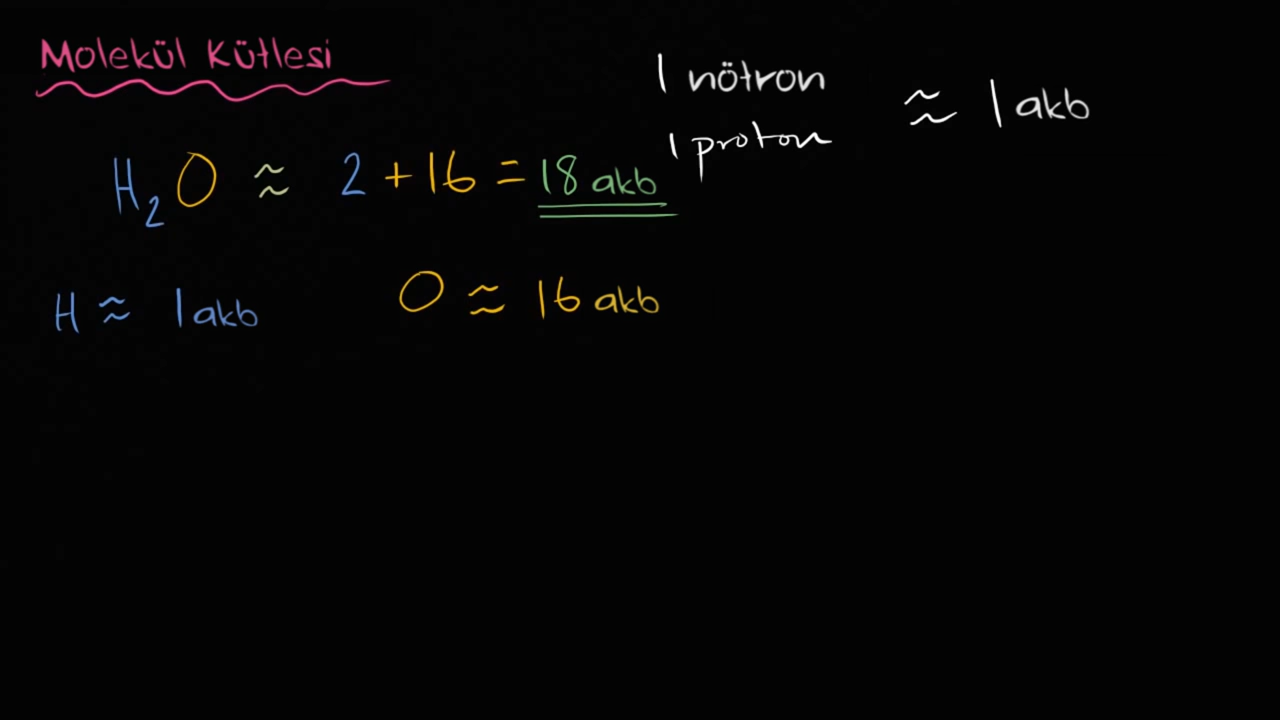 Molekül Kütlesi
1 nötron
1 proton
≈ 1 akb
H₂O ≈ 2 + 16 = 18 akb
H ≈ 1 akb
O ≈ 16 akb